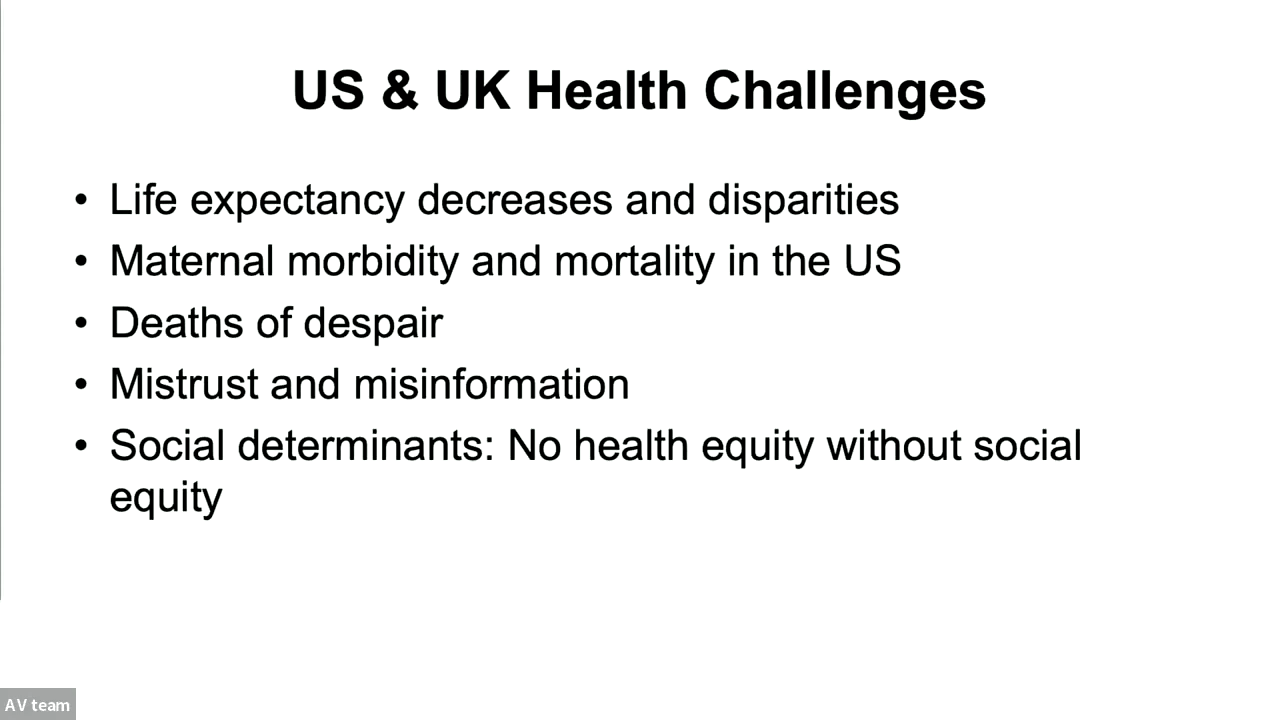 US & UK Health Challenges
• Life expectancy decreases and disparities
• Maternal morbidity and mortality in the US
• Deaths of despair
• Mistrust and misinformation
• Social determinants: No health equity without social
equity
AV team